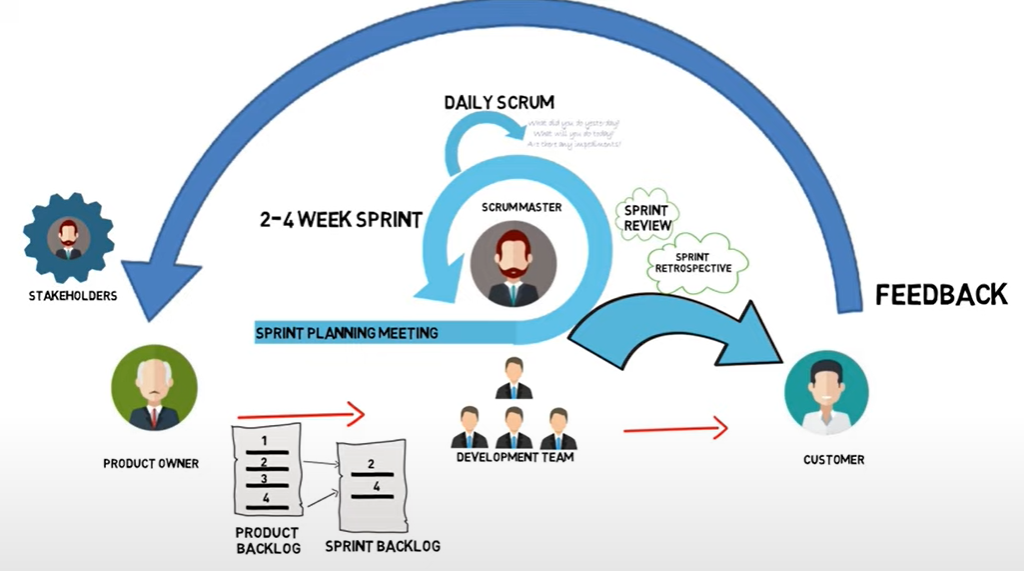 DAILY SCRUM
What did you do yesterday?
What will you do today?
Are there any impediments?
2-4 WEEK SPRINT
SCRUM MASTER
SPRINT
REVIEW
SPRINT
RETROSPECTIVE
STAKEHOLDERS
FEEDBACK
SPRINT PLANNING MEETING
PRODUCT OWNER
DEVELOPMENT TEAM
CUSTOMER
1
2
3
4
2
4
PRODUCT
BACKLOG
SPRINT BACKLOG